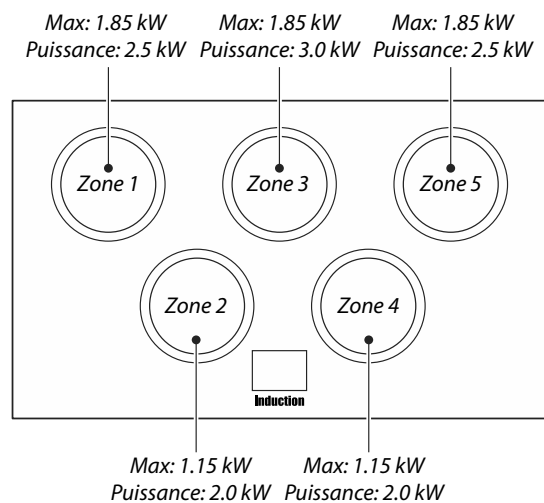 Max: 1.85 kW Max: 1.85 kW Max: 1.85 kW
Puissance: 2.5 kW Puissance: 3.0 kW Puissance: 2.5 kW
Zone 1 Zone 3 Zone 5
Zone 2 Zone 4
Induction
Max: 1.15 kW Max: 1.15 kW
Puissance: 2.0 kW Puissance: 2.0 kW